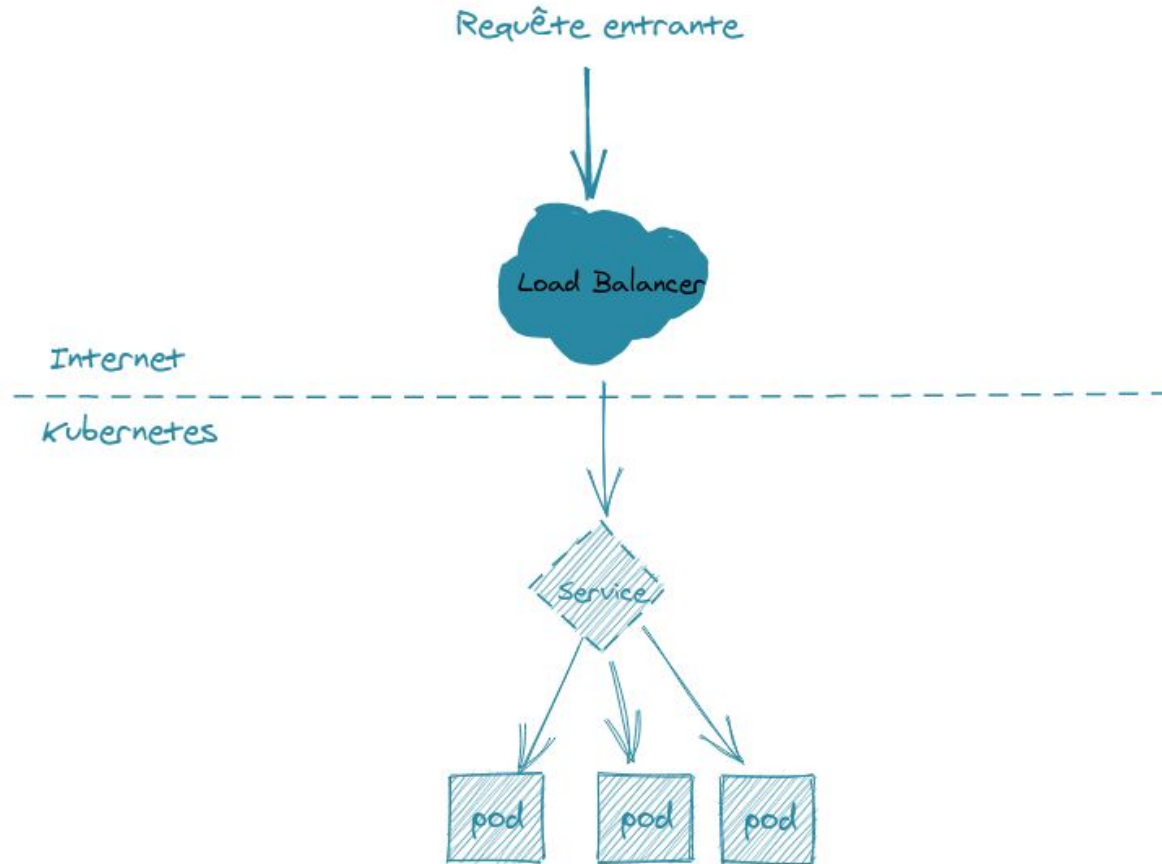 Requête entrante
Load Balancer
Internet
Kubernetes
Service
pod
pod
pod